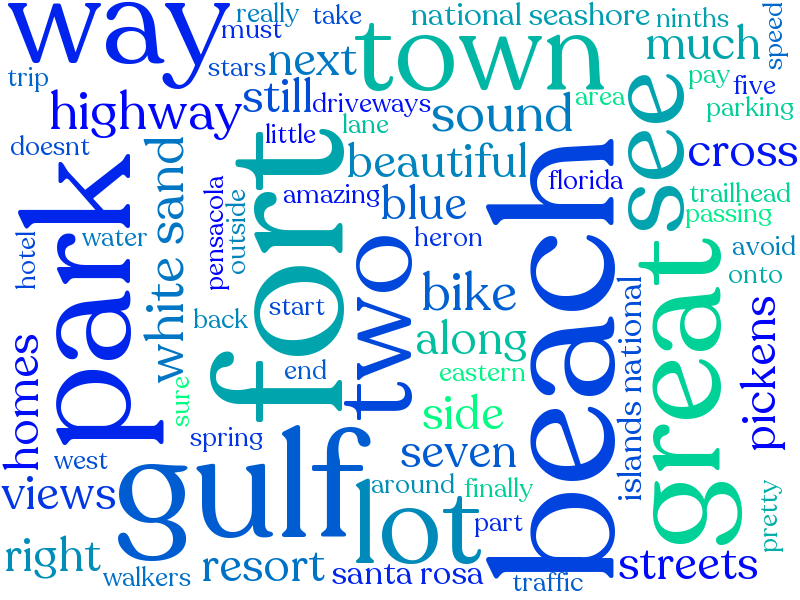 way
really
must
take
national seashore
ninths
speed
trip
stars
next
town
much
pay
five
highway
still
driveways
sound
area
parking
doesnt
little
lane
see
cross
park
white sand
fort
beautiful
beach
florida
trailhead
passing
pensacola
outside
amazing
blue
hotel
water
heron
avoid
onto
two
great
back
start
bike
islands national
pickens
homes
along
end
eastern
sure
side
spring
west
seven
views
gulf
around
finally
lot
part
pretty
right
walkers
resort
santa rosa
traffic
streets